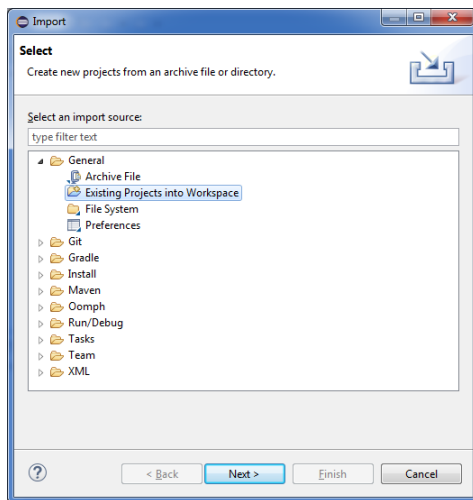 Import
Select
Create new projects from an archive file or directory.
Select an import source:
type filter text
General
Archive File
Existing Projects into Workspace
File System
Preferences
Git
Gradle
Install
Maven
Oomph
Run/Debug
Tasks
Team
XML
? < Back Next > Finish Cancel